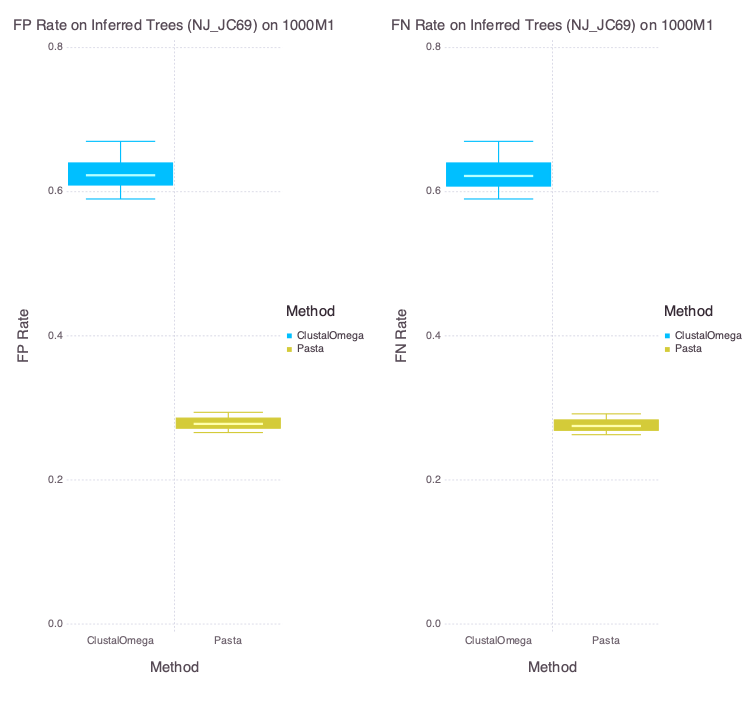 FP Rate on Inferred Trees (NJ_JC69) on 1000M1
0.8
0.6
0.4
0.2
0.0
FP Rate
ClustalOmega
Pasta
Method
Method
ClustalOmega
Pasta
FN Rate on Inferred Trees (NJ_JC69) on 1000M1
0.8
0.6
0.4
0.2
0.0
FN Rate
ClustalOmega
Pasta
Method
Method
ClustalOmega
Pasta